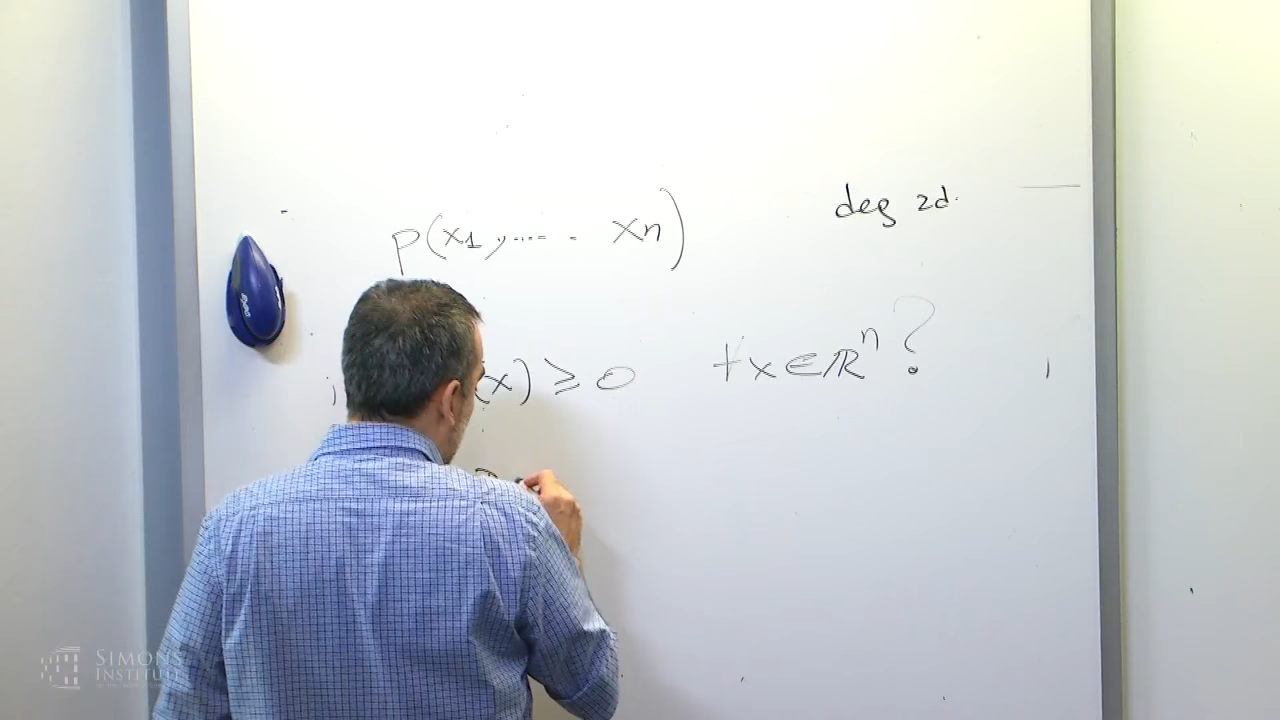 p(x1, .... . xn) deg 2d.
(x) ≥ 0 ∀x∈ℝⁿ?
SIMONS
INSTITUTE